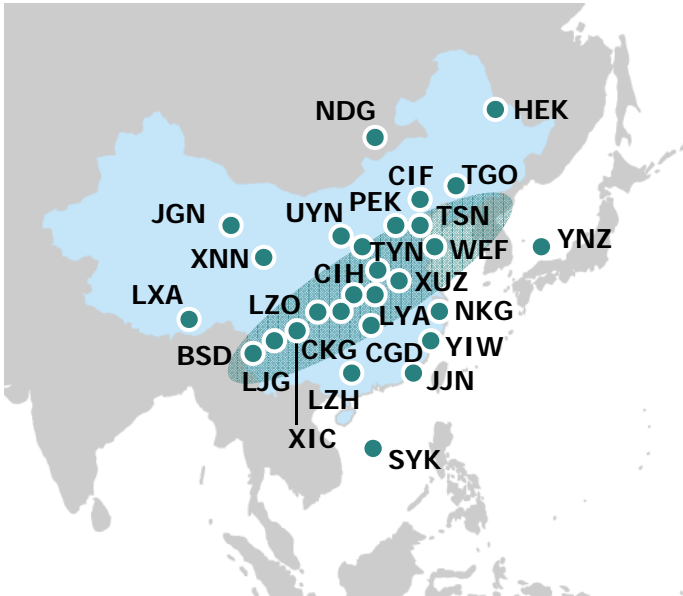 NDG
HEK
CIF
TGO
PEK
JGN
UYN
TSN
YNZ
XNN
TYN
WEF
CIH
XUZ
LXA
LZO
LYA
NKG
BSD
CKG
CGD
YIW
LJG
JJN
LZH
XIC
SYK